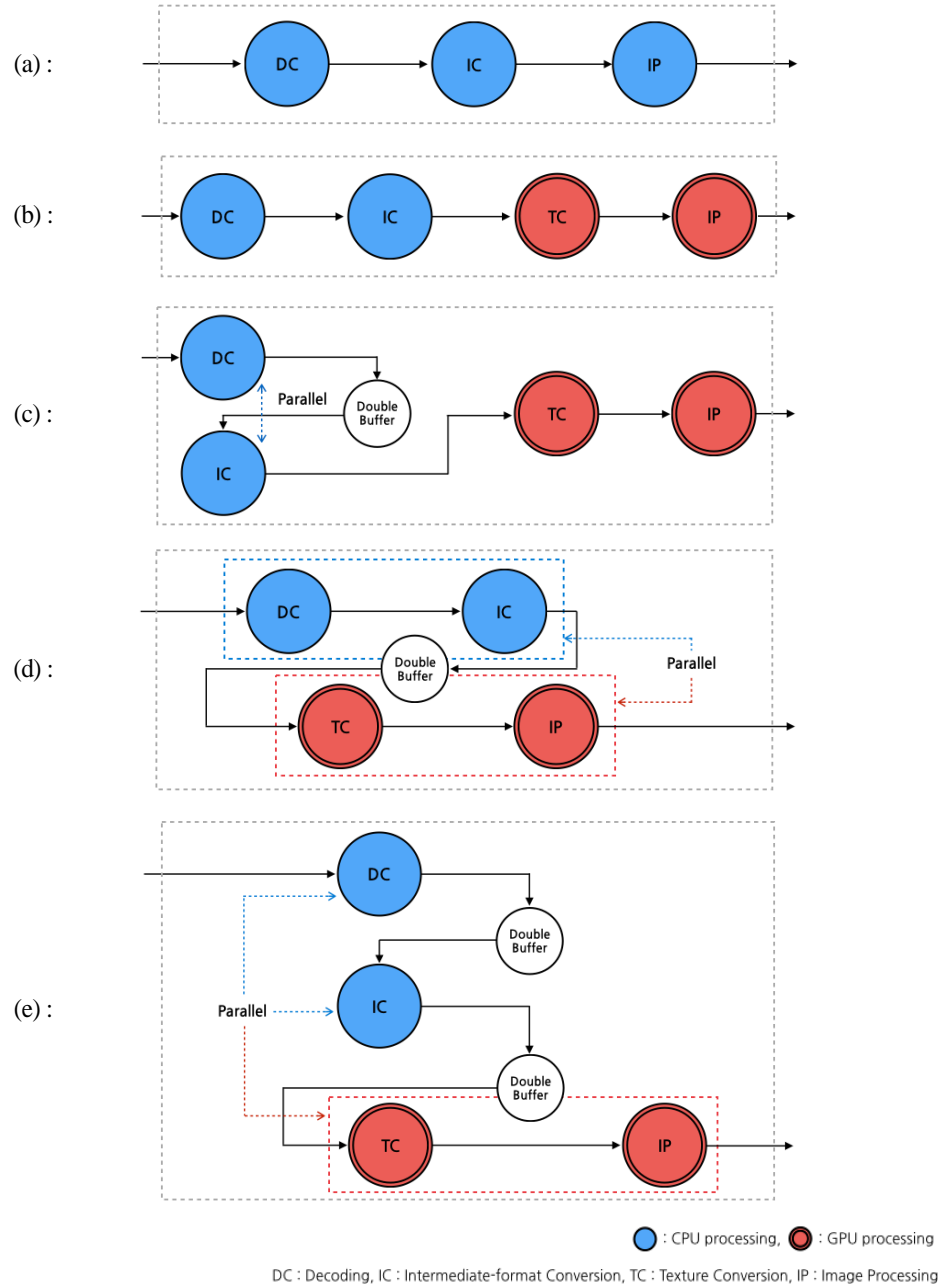 (a) :
DC
IC
IP
(b) :
DC
IC
TC
IP
(c) :
DC
Parallel
Double
Buffer
IC
TC
IP
(d) :
DC
IC
Double
Buffer
Parallel
TC
IP
(e) :
DC
Double
Buffer
IC
Parallel
Double
Buffer
TC
IP
: CPU processing, : GPU processing
DC : Decoding, IC : Intermediate-format Conversion, TC : Texture Conversion, IP : Image Processing